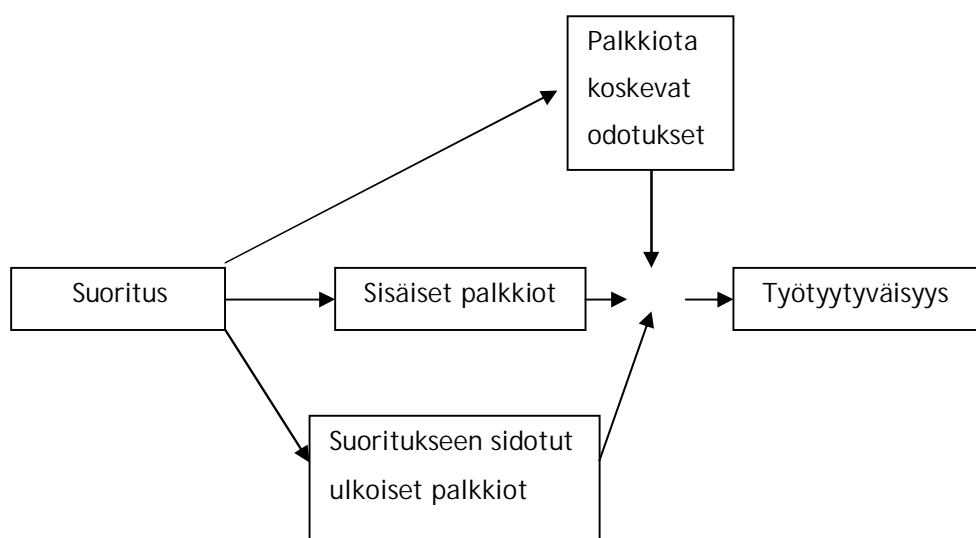 Palkkiota
koskevat
odotukset
Suoritus
Sisäiset palkkiot
Työtyytyväisyys
Suoritukseen sidotut
ulkoiset palkkiot